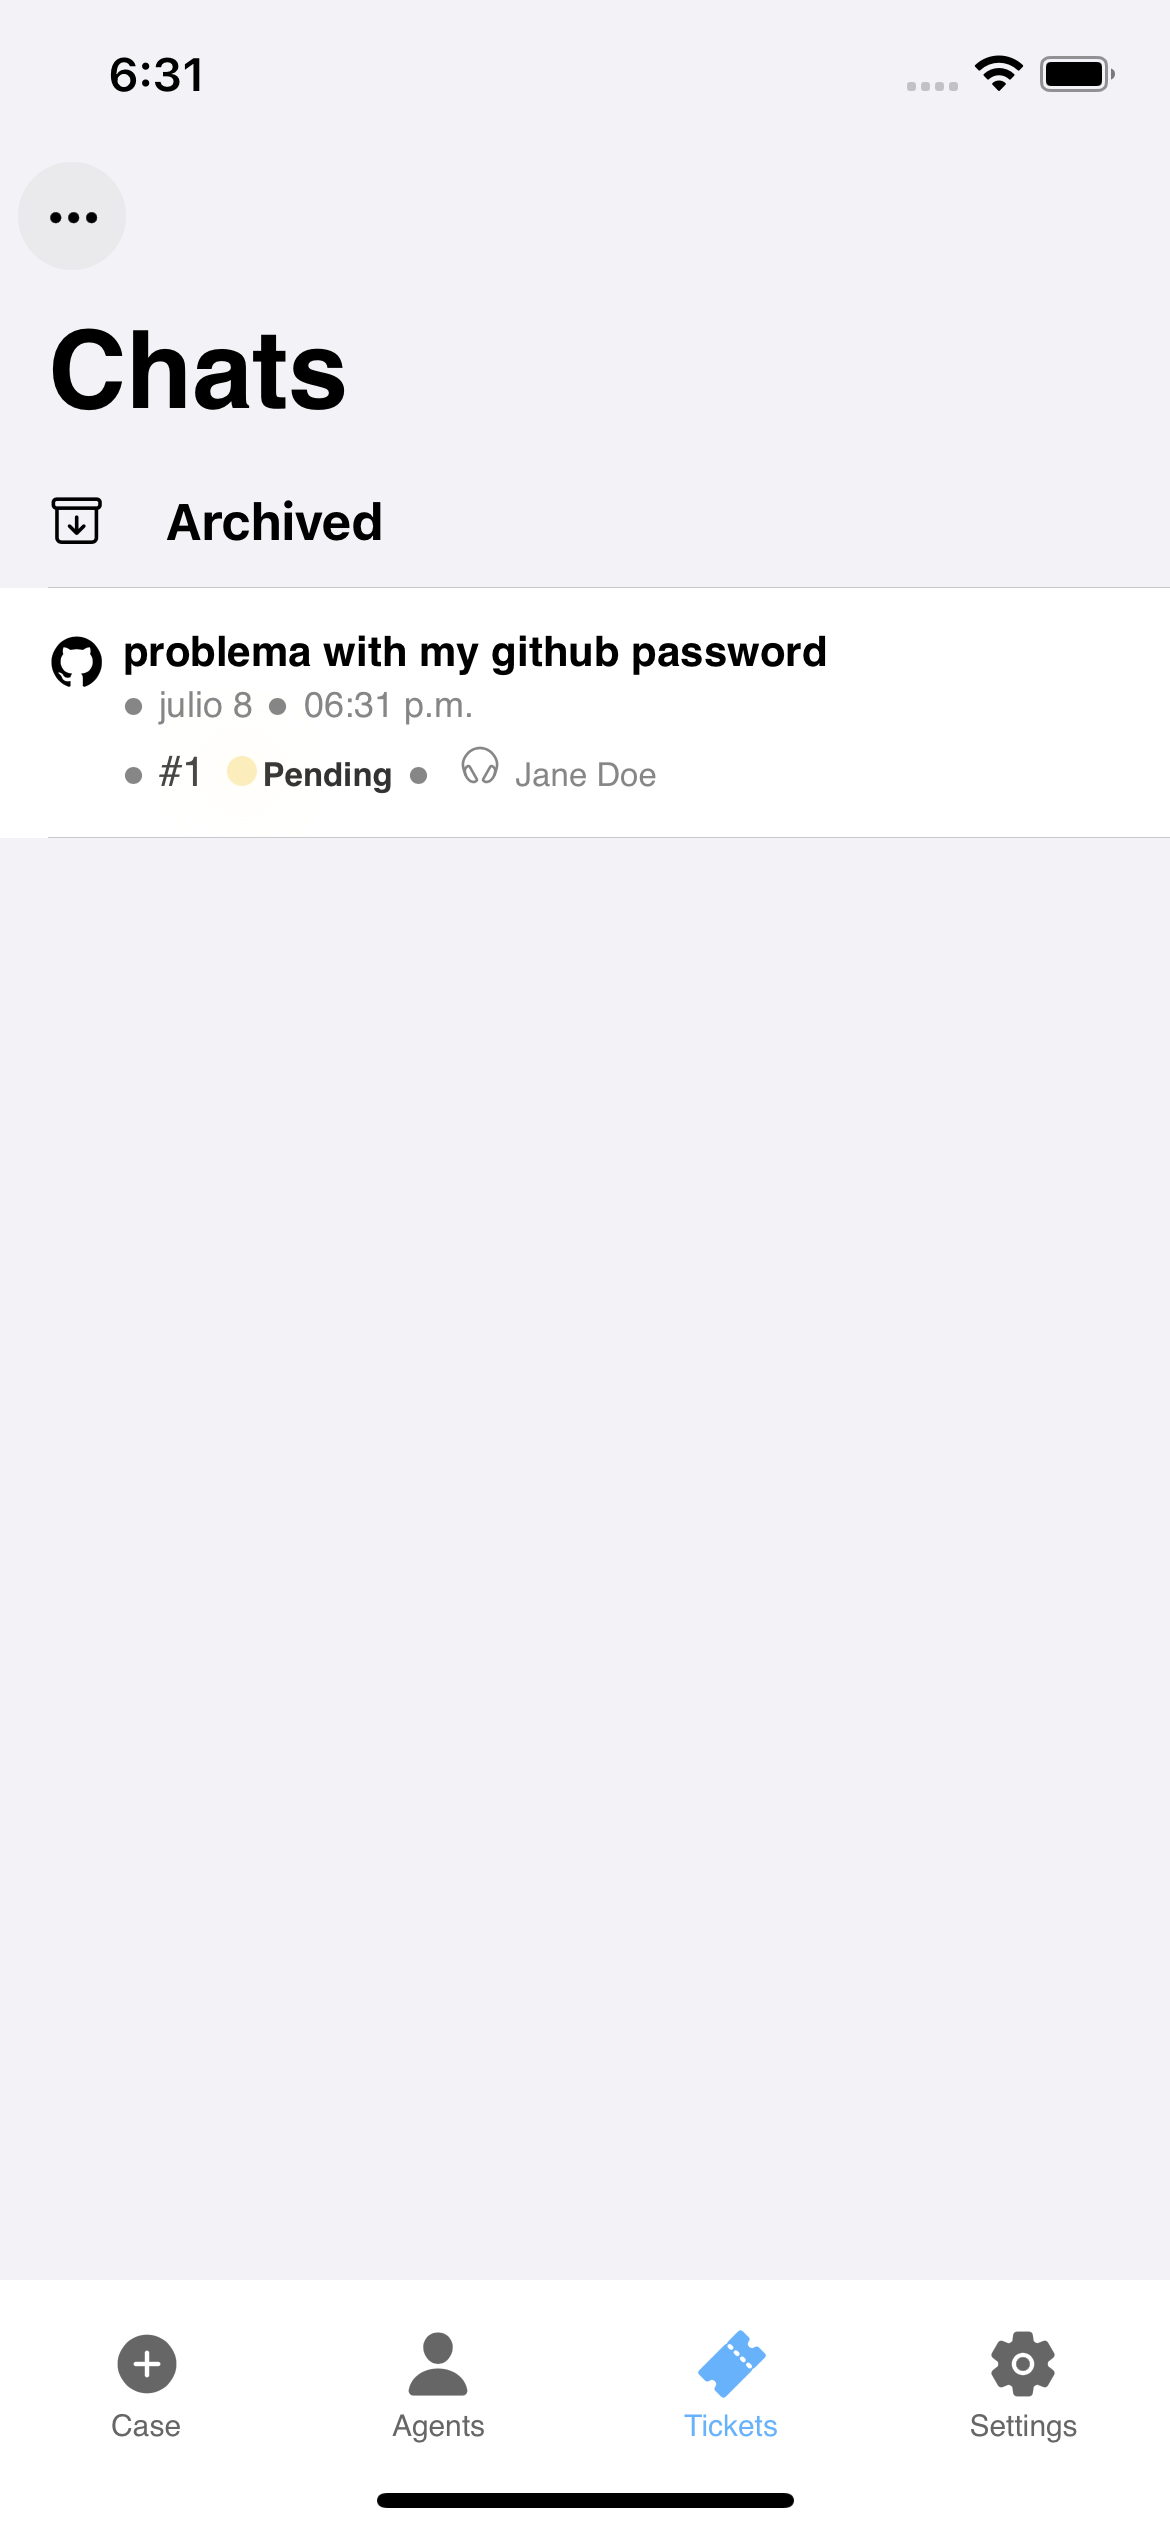 6:31
Chats
Archived
problema with my github password
julio 8 ● 06:31 p.m.
#1 Pending ● Jane Doe
Case Agents Tickets Settings